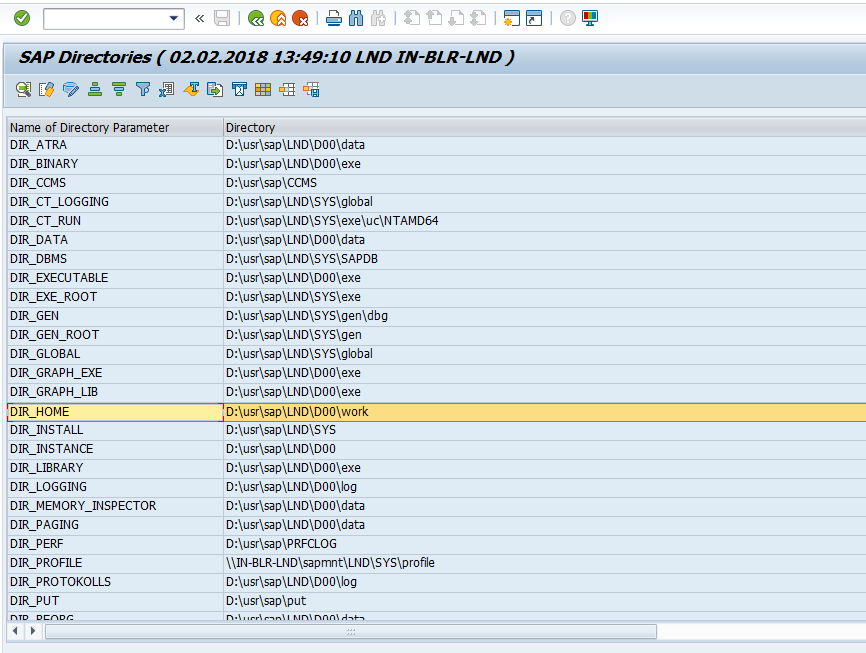 SAP Directories ( 02.02.2018 13:49:10 LND IN-BLR-LND )
Name of Directory Parameter Directory
DIR_ATRA D:\usr\sap\LND\D00\data
DIR_BINARY D:\usr\sap\LND\D00\exe
DIR_CCMS D:\usr\sap\CCMS
DIR_CT_LOGGING D:\usr\sap\LND\SYS\global
DIR_CT_RUN D:\usr\sap\LND\SYS\exe\uc\NTAMD64
DIR_DATA D:\usr\sap\LND\D00\data
DIR_DBMS D:\usr\sap\LND\SYS\SAPDB
DIR_EXECUTABLE D:\usr\sap\LND\D00\exe
DIR_EXE_ROOT D:\usr\sap\LND\SYS\exe
DIR_GEN D:\usr\sap\LND\SYS\gen\dbg
DIR_GEN_ROOT D:\usr\sap\LND\SYS\gen
DIR_GLOBAL D:\usr\sap\LND\SYS\global
DIR_GRAPH_EXE D:\usr\sap\LND\D00\exe
DIR_GRAPH_LIB D:\usr\sap\LND\D00\exe
DIR_HOME D:\usr\sap\LND\D00\work
DIR_INSTALL D:\usr\sap\LND\SYS
DIR_INSTANCE D:\usr\sap\LND\D00
DIR_LIBRARY D:\usr\sap\LND\D00\exe
DIR_LOGGING D:\usr\sap\LND\D00\log
DIR_MEMORY_INSPECTOR D:\usr\sap\LND\D00\data
DIR_PAGING D:\usr\sap\LND\D00\data
DIR_PERF D:\usr\sap\PRFCLOG
DIR_PROFILE \\IN-BLR-LND\sapmnt\LND\SYS\profile
DIR_PROTOKOLLS D:\usr\sap\LND\D00\log
DIR_PUT D:\usr\sap\put
DIR_REORG D:\usr\sap\LND\D00\data